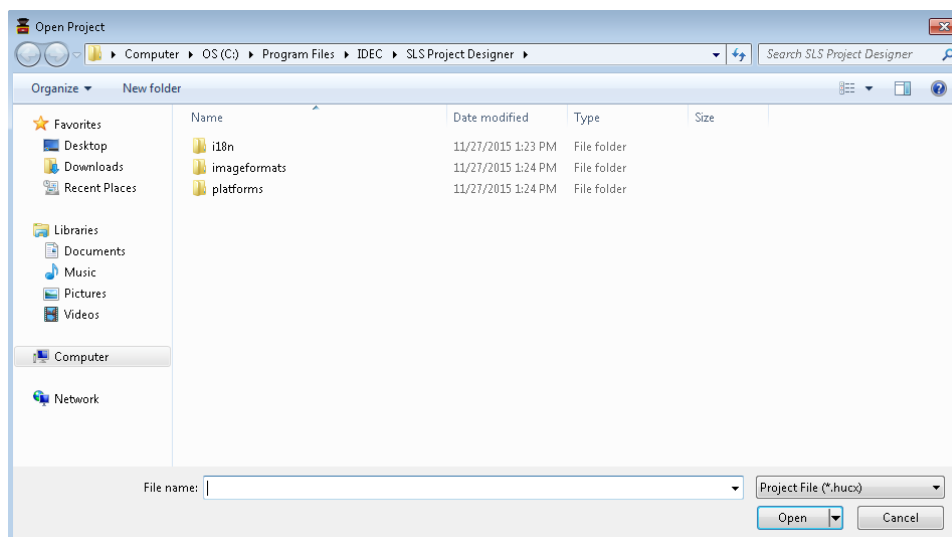 Open Project
Computer OS (C:) Program Files IDEC SLS Project Designer Search SLS Project Designer
Organize New folder
Favorites
Desktop
Downloads
Recent Places
Libraries
Documents
Music
Pictures
Videos
Computer
Network
Name Date modified Type Size
i18n 11/27/2015 1:23 PM File folder
imageformats 11/27/2015 1:24 PM File folder
platforms 11/27/2015 1:24 PM File folder
File name: Project File (*.hucx)
Open Cancel